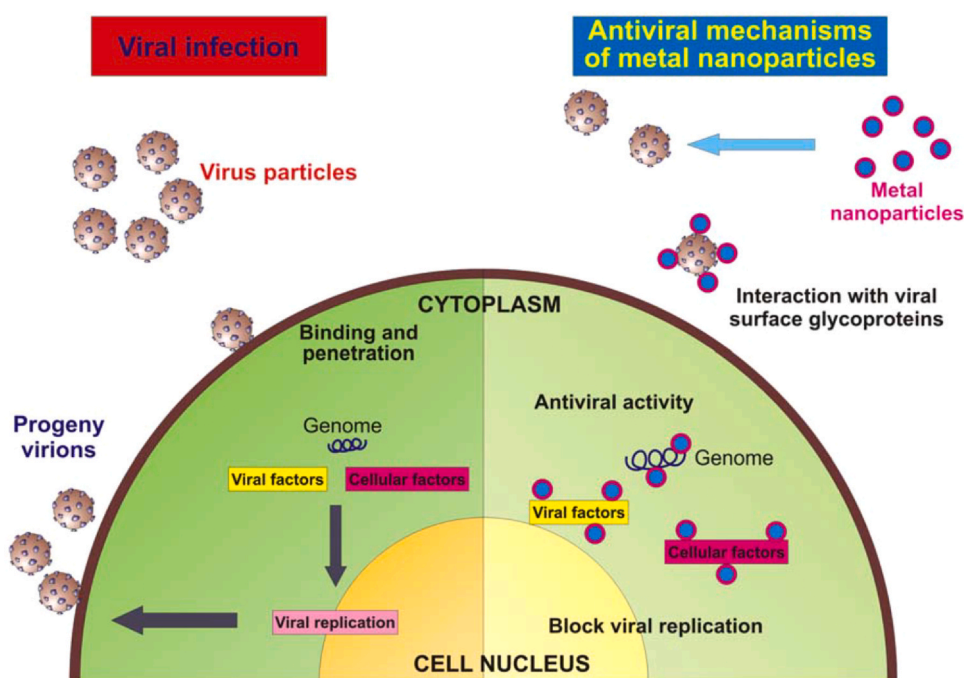 Viral infection
Antiviral mechanisms
of metal nanoparticles
Virus particles
Metal
nanoparticles
Interaction with viral
surface glycoproteins
CYTOPLASM
Binding and
penetration
Progeny
virions
Genome
Viral factors
Cellular factors
Viral replication
Antiviral activity
Genome
Viral factors
Cellular factors
Block viral replication
CELL NUCLEUS